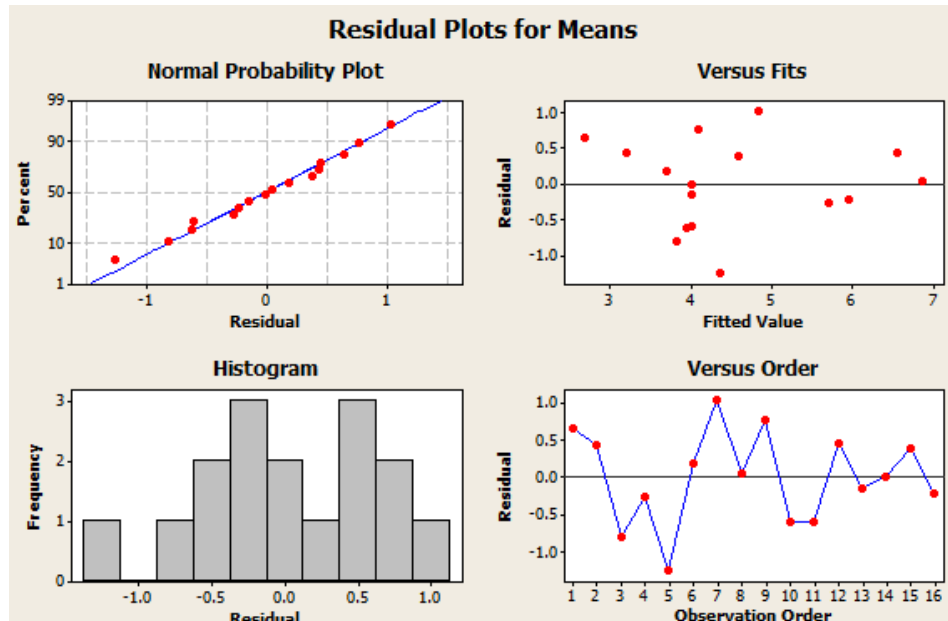 Residual Plots for Means
Normal Probability Plot
99
90
50
10
1
Percent
-1 0 1
Residual
Versus Fits
1.0
0.5
0.0
-0.5
-1.0
Residual
3 4 5 6 7
Fitted Value
Histogram
3
2
1
0
Frequency
-1.0 -0.5 0.0 0.5 1.0
Residual
Versus Order
1.0
0.5
0.0
-0.5
-1.0
Residual
1 2 3 4 5 6 7 8 9 10 11 12 13 14 15 16
Observation Order